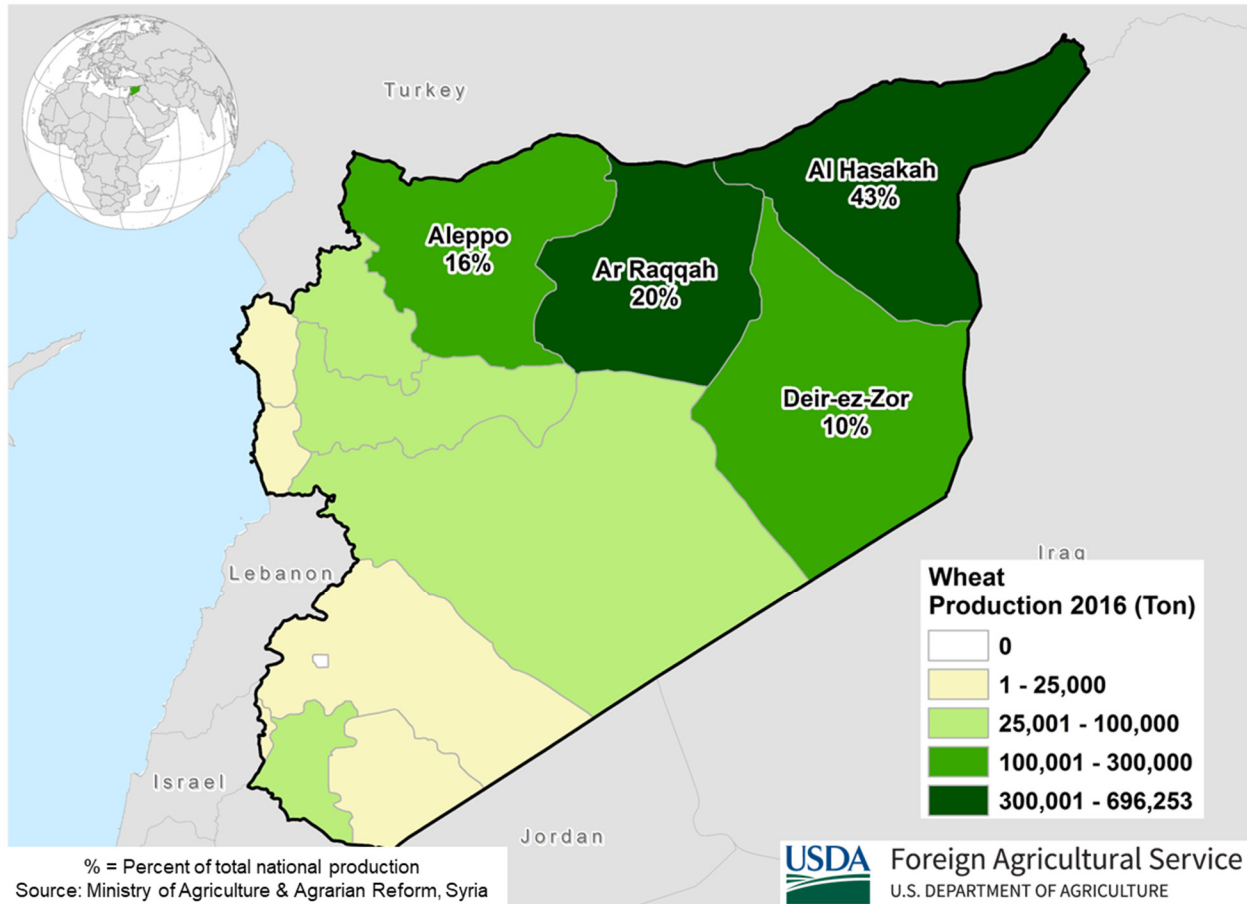 Turkey
Al Hasakah
43%
Aleppo
16%
Ar Raqqah
20%
Deir-ez-Zor
10%
Iraq
Lebanon
Israel
Jordan
Wheat
Production 2016 (Ton)
0
1 - 25,000
25,001 - 100,000
100,001 - 300,000
300,001 - 696,253
% = Percent of total national production
Source: Ministry of Agriculture & Agrarian Reform, Syria
USDA
Foreign Agricultural Service
U.S. DEPARTMENT OF AGRICULTURE